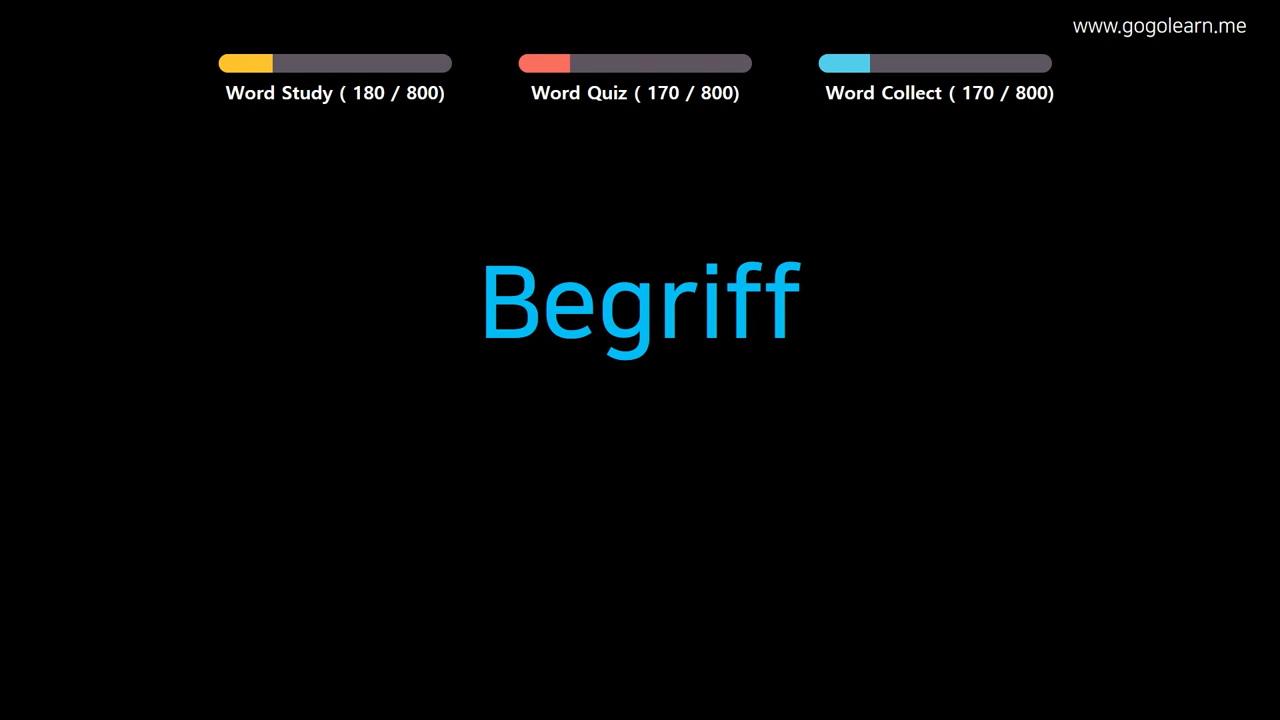 www.gogolearn.me
Word Study ( 180 / 800)
Word Quiz ( 170 / 800)
Word Collect ( 170 / 800)
Begriff